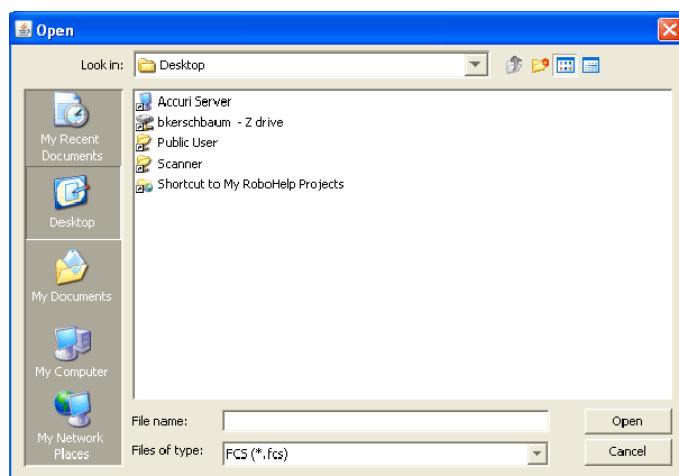 Open
Look in: Desktop
My Recent
Documents
Desktop
My Documents
My Computer
My Network
Places
Accuri Server
bkerschbaum - Z drive
Public User
Scanner
Shortcut to My RoboHelp Projects
File name: Open
Files of type: FCS (*.fcs) Cancel